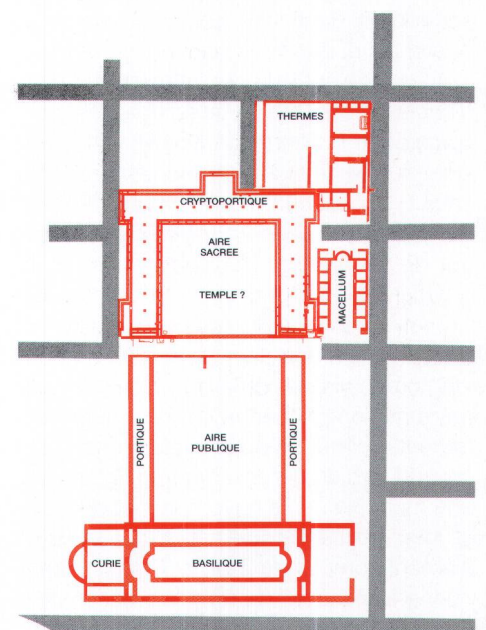 THERMES
CRYPTOPORTIQUE
AIRE
SACREE
TEMPLE ?
MACELLUM
PORTIQUE
AIRE
PUBLIQUE
PORTIQUE
CURIE
BASILIQUE